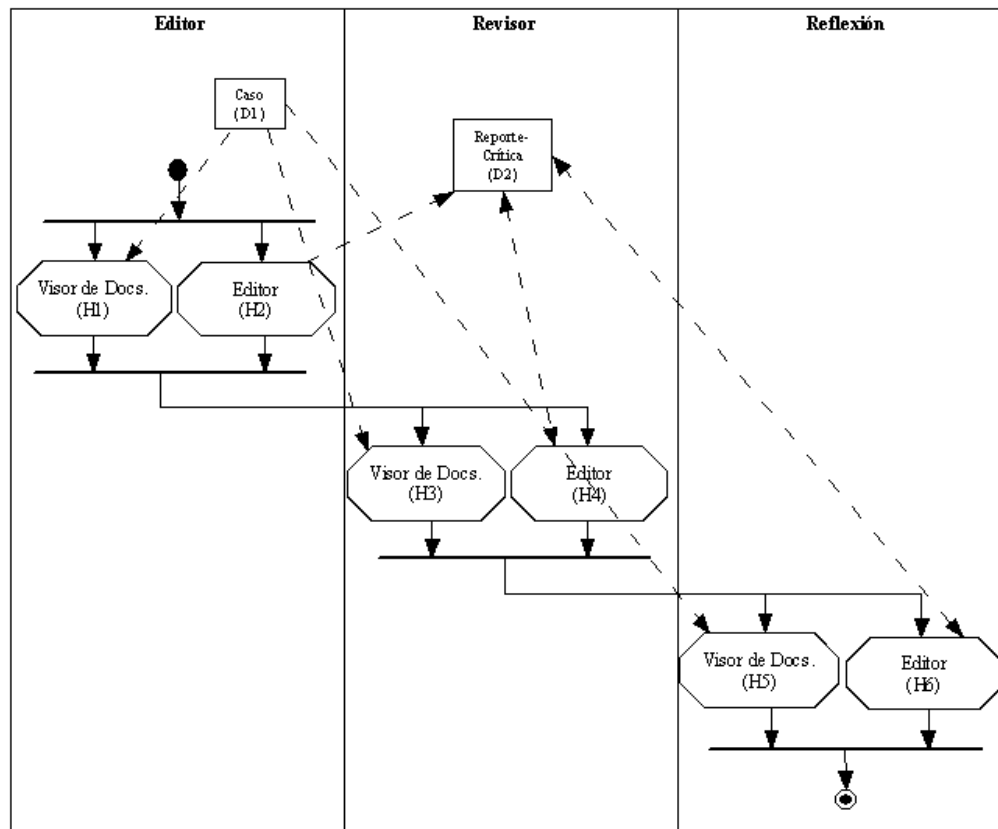 Editor
Revisor
Reflexión
Caso
(D1)
Reporte-
Crítica
(D2)
Visor de Docs.
(H1)
Editor
(H2)
Visor de Docs.
(H3)
Editor
(H4)
Visor de Docs.
(H5)
Editor
(H6)